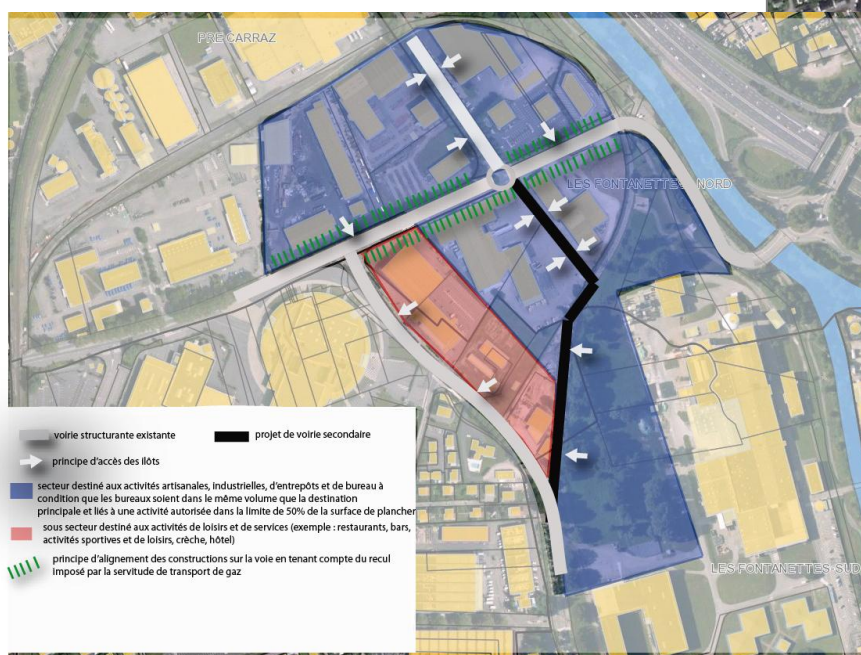 PRE CARRAZ
LES FONTANETTES NORD
LES FONTANETTES-SUD
voirie structurante existante
projet de voirie secondaire
principe d'accès des ilôts
secteur destiné aux activités artisanales, industrielles, d'entrepôts et de bureau à
condition que les bureaux soient dans le même volume que la destination
principale et liés à une activité autorisée dans la limite de 50% de la surface de plancher
sous secteur destiné aux activités de loisirs et de services (exemple : restaurants, bars,
activités sportives et de loisirs, crèche, hôtel)
principe d'alignement des constructions sur la voie en tenant compte du recul
imposé par la servitude de transport de gaz